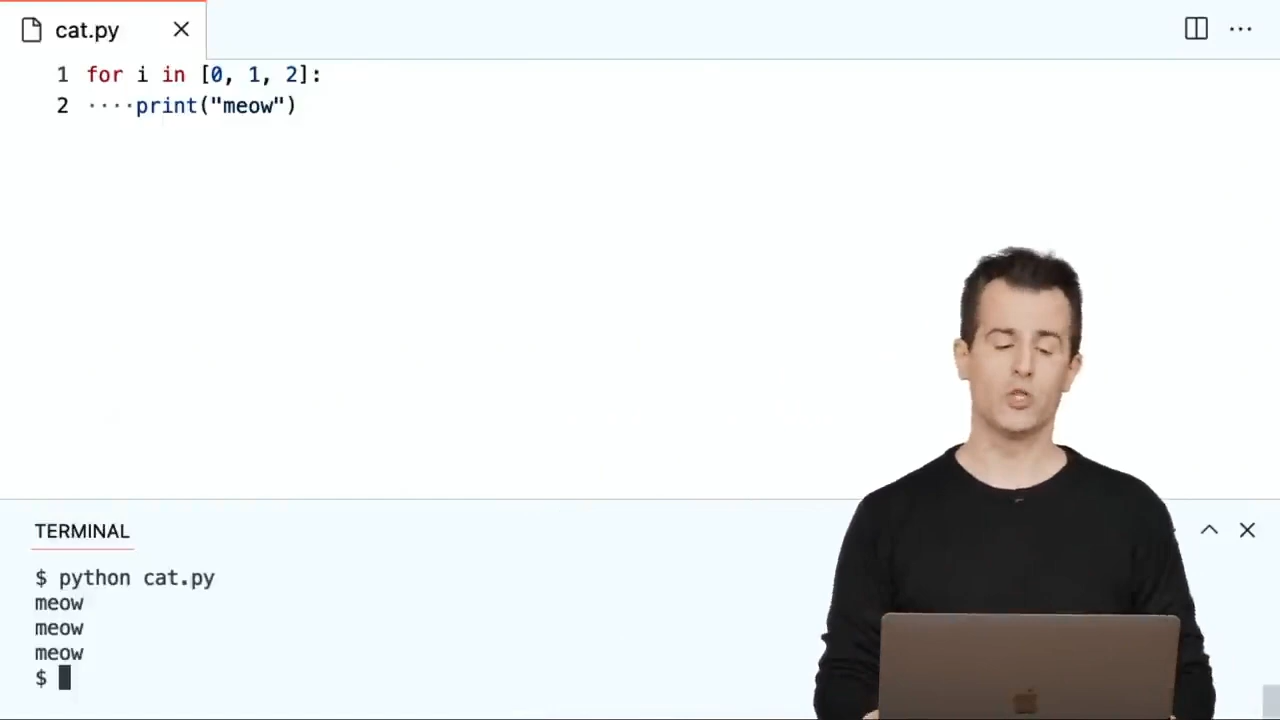 cat.py
1 for i in [0, 1, 2]:
2 ····print("meow")
TERMINAL
$ python cat.py
meow
meow
meow
$